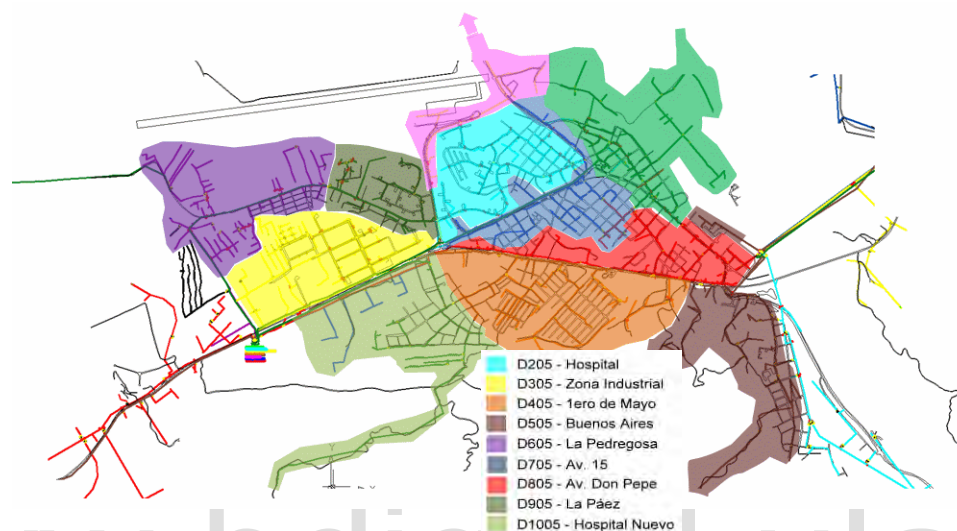 D205 - Hospital
D305 - Zona Industrial
D405 - 1ero de Mayo
D505 - Buenos Aires
D605 - La Pedregosa
D705 - Av. 15
D805 - Av. Don Pepe
D905 - La Páez
D1005 - Hospital Nuevo